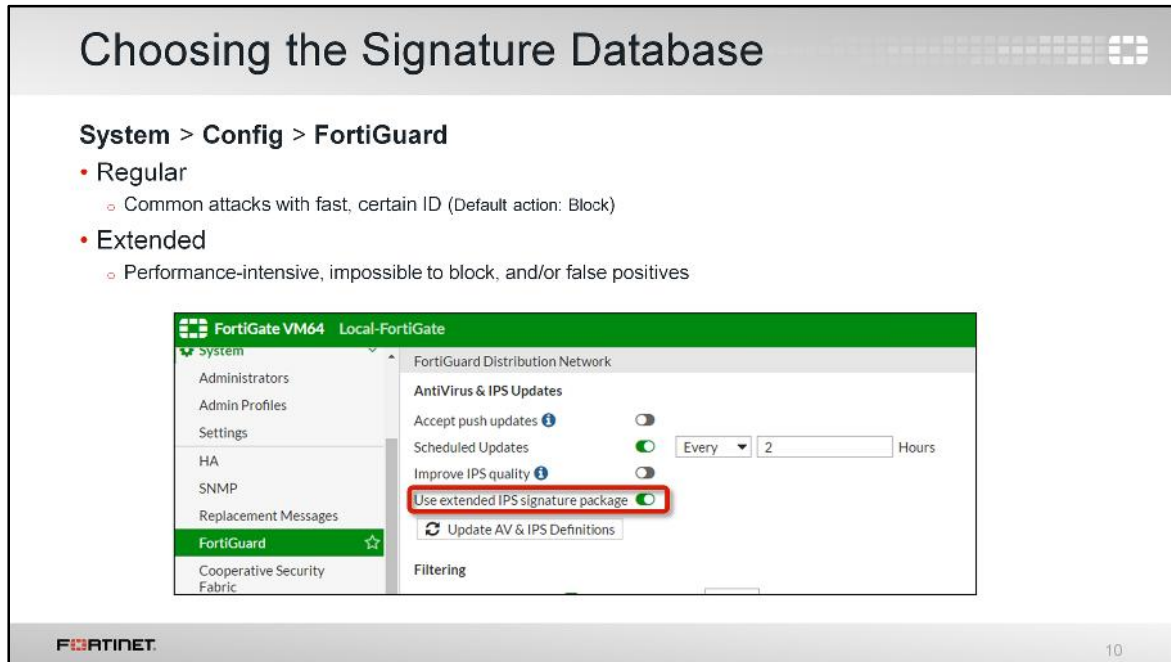 Choosing the Signature Database
System > Config > FortiGuard
• Regular
o Common attacks with fast, certain ID (Default action: Block)
• Extended
o Performance-intensive, impossible to block, and/or false positives
FortiGate VM64 Local-FortiGate
System
Administrators
Admin Profiles
Settings
HA
SNMP
Replacement Messages
FortiGuard
Cooperative Security
Fabric
FortiGuard Distribution Network
AntiVirus & IPS Updates
Accept push updates
Scheduled Updates Every 2 Hours
Improve IPS quality
Use extended IPS signature package
Update AV & IPS Definitions
Filtering
FORTINET.
10